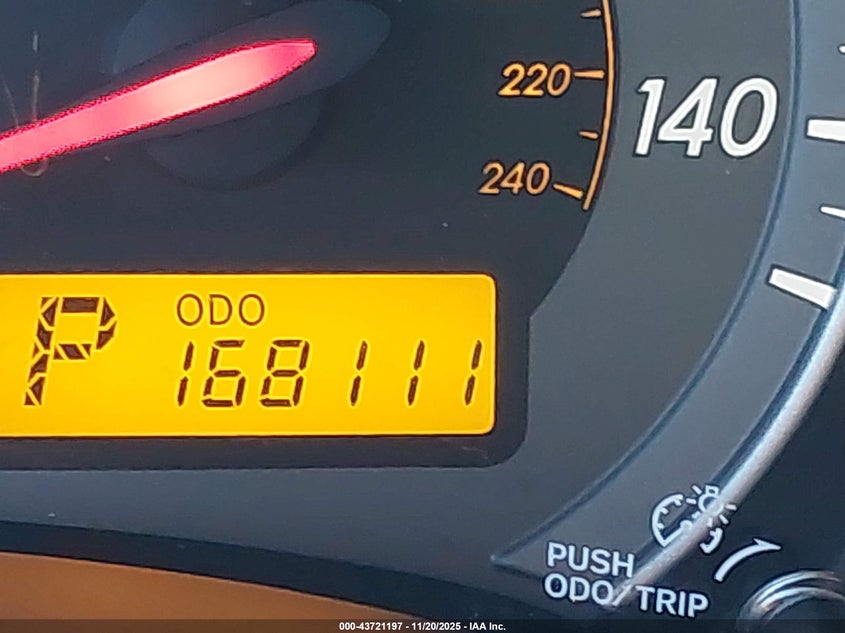 220
140
240
P
ODO
168111
PUSH
ODO/TRIP
000-43721197 - 11/20/2025 - IAA Inc.